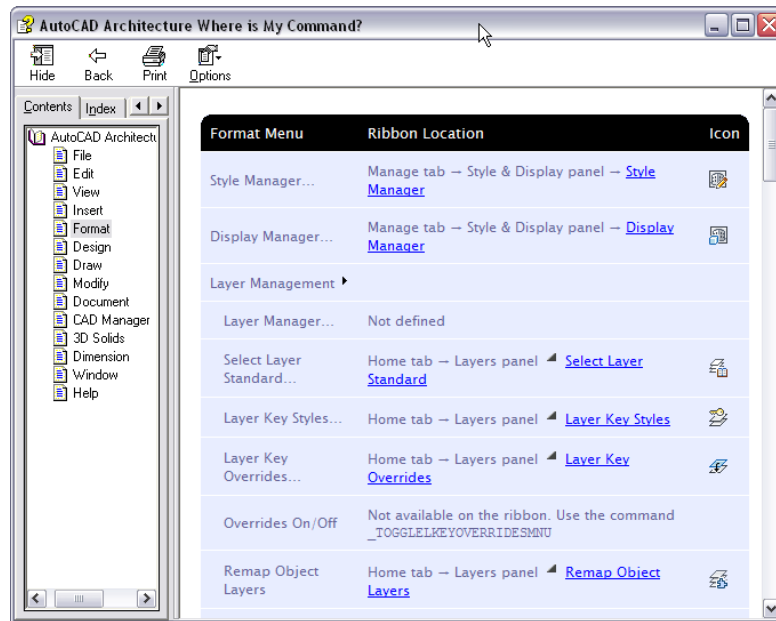 AutoCAD Architecture Where is My Command?
Hide Back Print Options
Contents Index
AutoCAD Architectu
File
Edit
View
Insert
Format
Design
Draw
Modify
Document
CAD Manager
3D Solids
Dimension
Window
Help
Format Menu Ribbon Location Icon
Style Manager... Manage tab → Style & Display panel → Style
Manager
Display Manager... Manage tab → Style & Display panel → Display
Manager
Layer Management
Layer Manager... Not defined
Select Layer Home tab → Layers panel Select Layer
Standard... Standard
Layer Key Styles... Home tab → Layers panel Layer Key Styles
Layer Key Home tab → Layers panel Layer Key
Overrides... Overrides
Overrides On/Off Not available on the ribbon. Use the command
_TOGGLELKEYOVERRIDESMNU
Remap Object Home tab → Layers panel Remap Object
Layers Layers